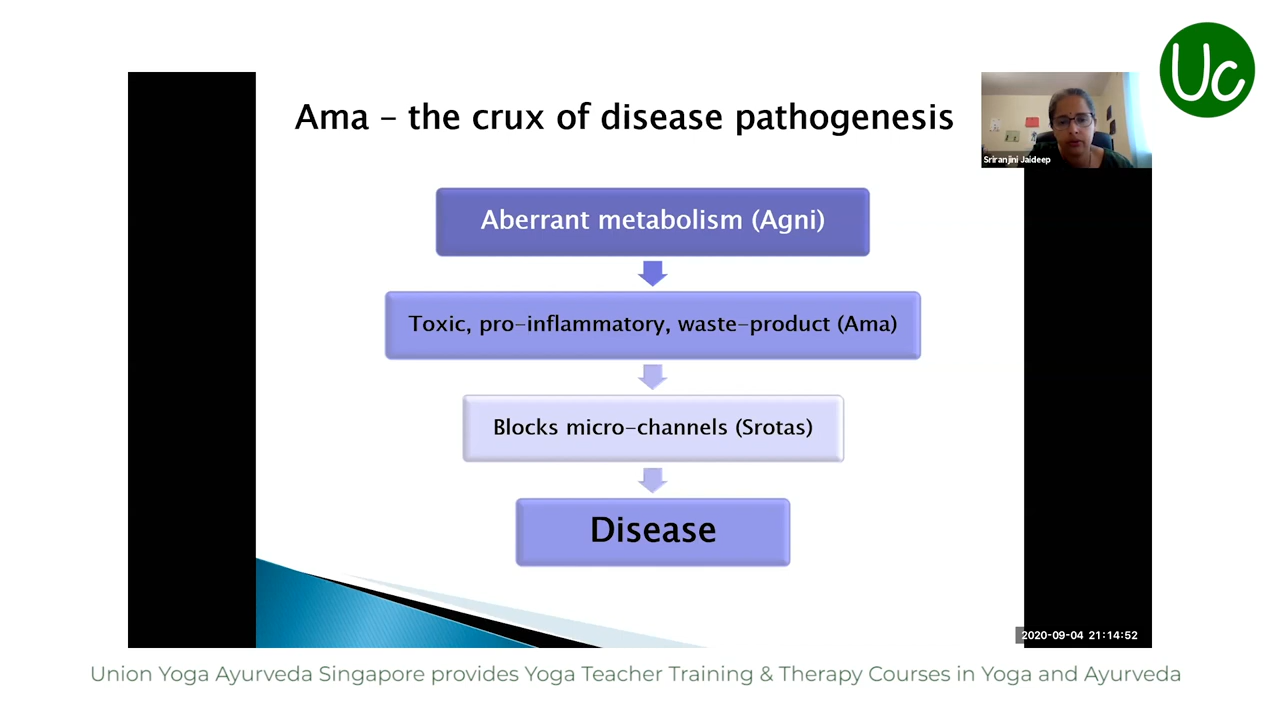 Uc
Ama – the crux of disease pathogenesis
Sriranjini Jaideep
Aberrant metabolism (Agni)
Toxic, pro-inflammatory, waste-product (Ama)
Blocks micro-channels (Srotas)
Disease
2020-09-04 21:14:52
Union Yoga Ayurveda Singapore provides Yoga Teacher Training & Therapy Courses in Yoga and Ayurveda